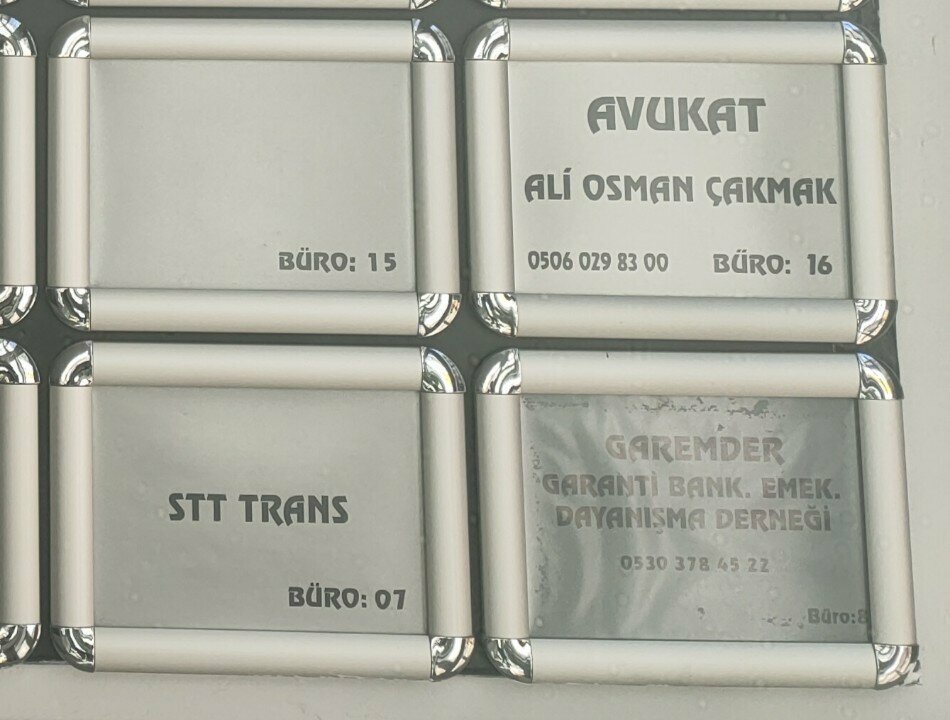 BÜRO: 15
AVUKAT
ALİ OSMAN ÇAKMAK
0506 029 83 00 BÜRO: 16
STT TRANS
BÜRO: 07
GAREMDER
GARANTİ BANK. EMEK.
DAYANIŞMA DERNEĞİ
0530 378 45 22
Büro:8